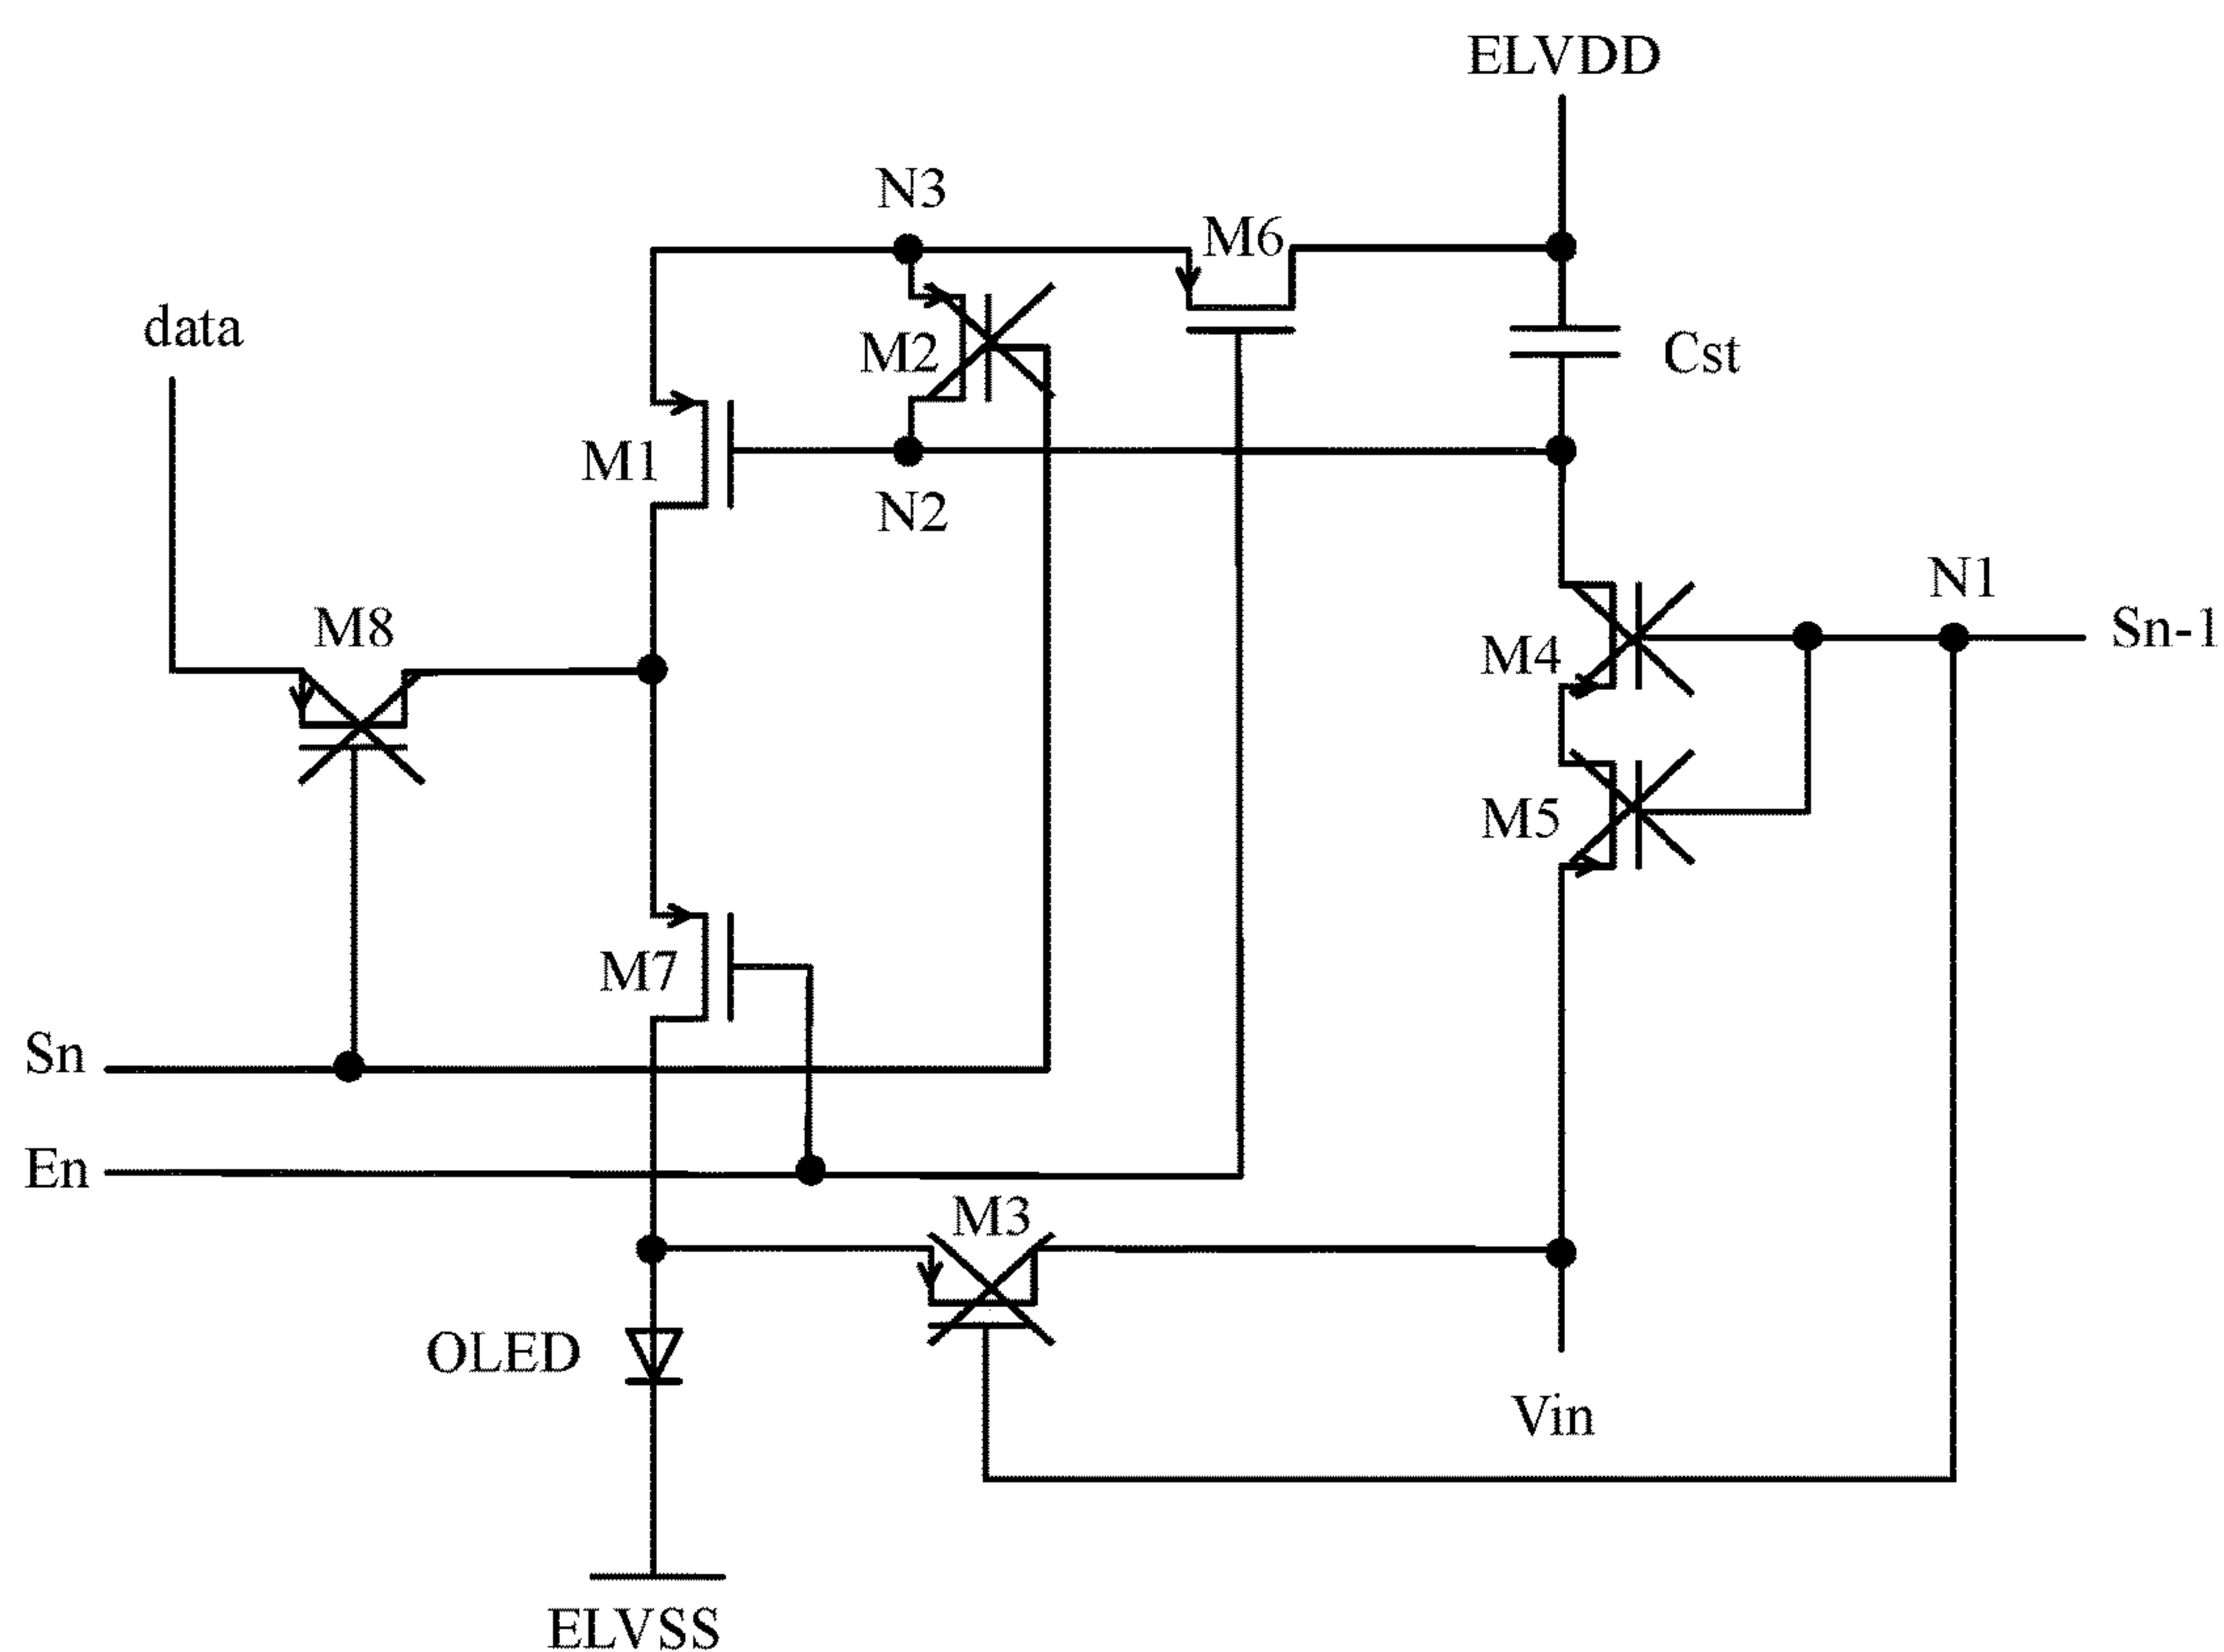 ELVDD
N3
M6
data
M2
Cst
M1
N2
N1
M8
Sn-1
M4
M5
M7
Sn
En
M3
OLED
Vin
ELVSS